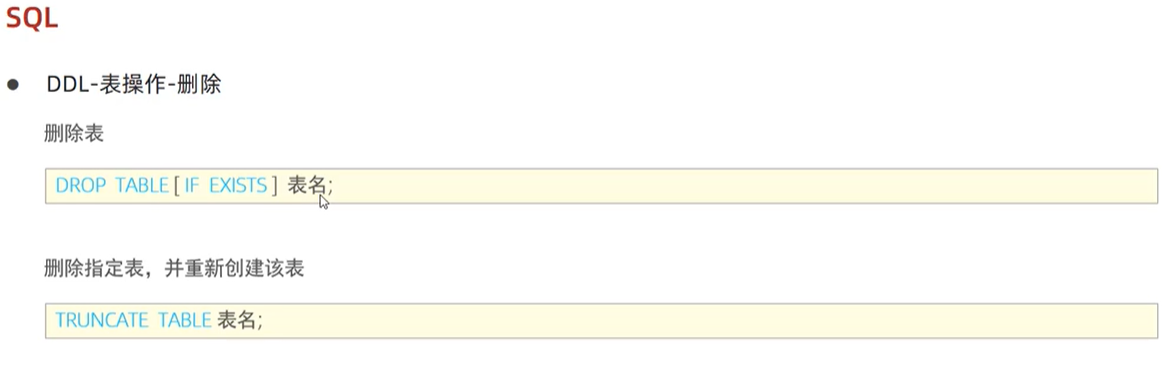 SQL
● DDL-表操作-删除
删除表
DROP TABLE [ IF EXISTS ] 表名;
删除指定表，并重新创建该表
TRUNCATE TABLE 表名;